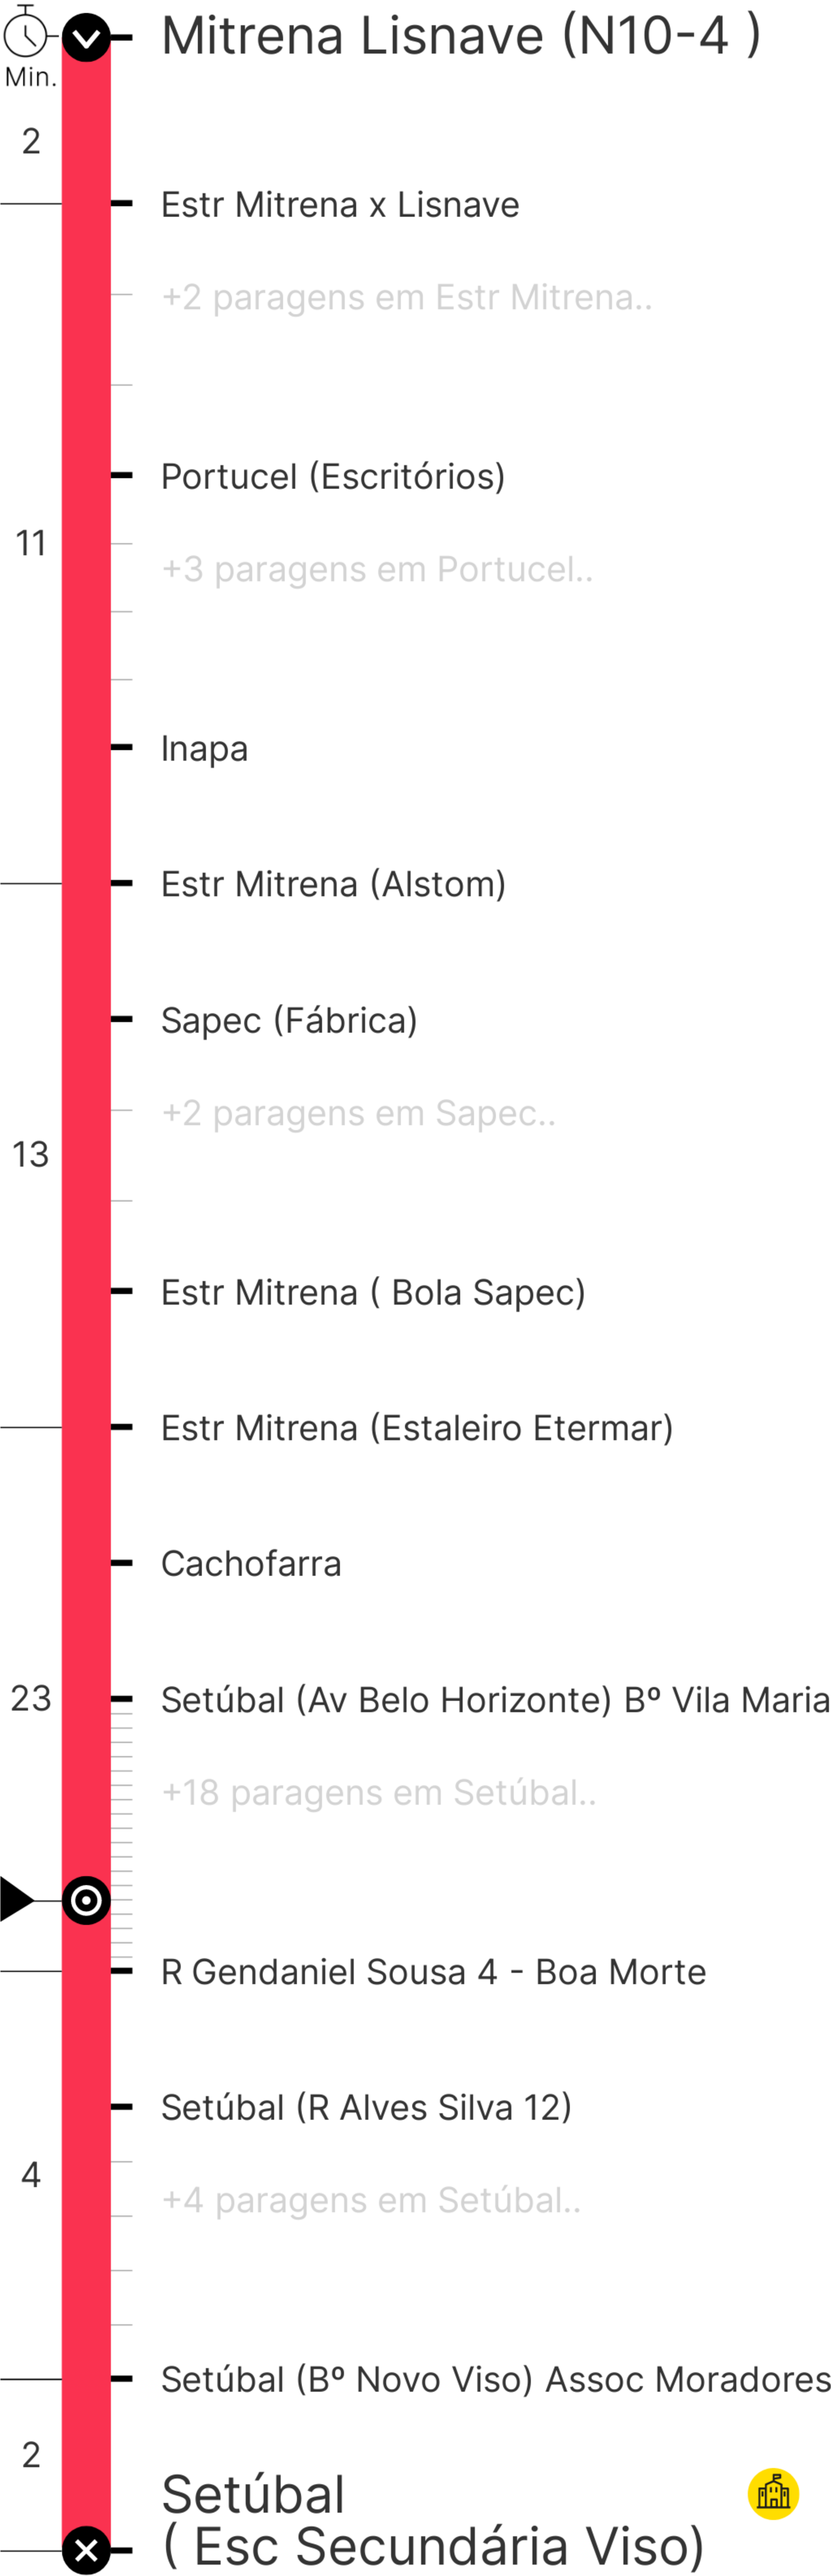 Mitrena Lisnave (N10-4 )
Min.
2
Estr Mitrena x Lisnave
+2 paragens em Estr Mitrena..
Portucel (Escritórios)
11
+3 paragens em Portucel..
Inapa
Estr Mitrena (Alstom)
Sapec (Fábrica)
+2 paragens em Sapec..
13
Estr Mitrena ( Bola Sapec)
Estr Mitrena (Estaleiro Etermar)
Cachofarra
23
Setúbal (Av Belo Horizonte) Bº Vila Maria
+18 paragens em Setúbal..
R Gendaniel Sousa 4 - Boa Morte
Setúbal (R Alves Silva 12)
4
+4 paragens em Setúbal..
Setúbal (Bº Novo Viso) Assoc Moradores
2
Setúbal
( Esc Secundária Viso)